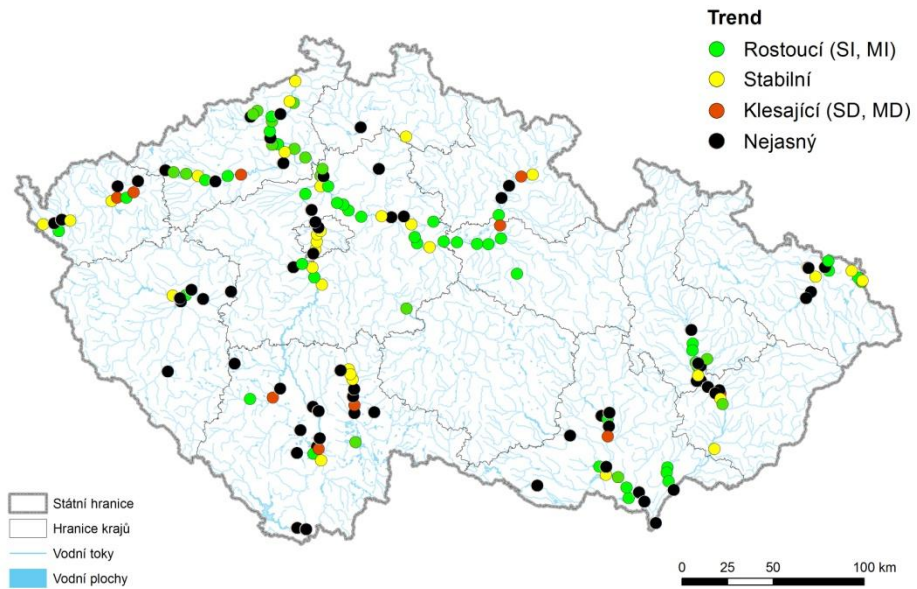 Trend
Rostoucí (SI, MI)
Stabilní
Klesající (SD, MD)
Nejasný
Státní hranice
Hranice krajů
Vodní toky
Vodní plochy
0 25 50 100 km